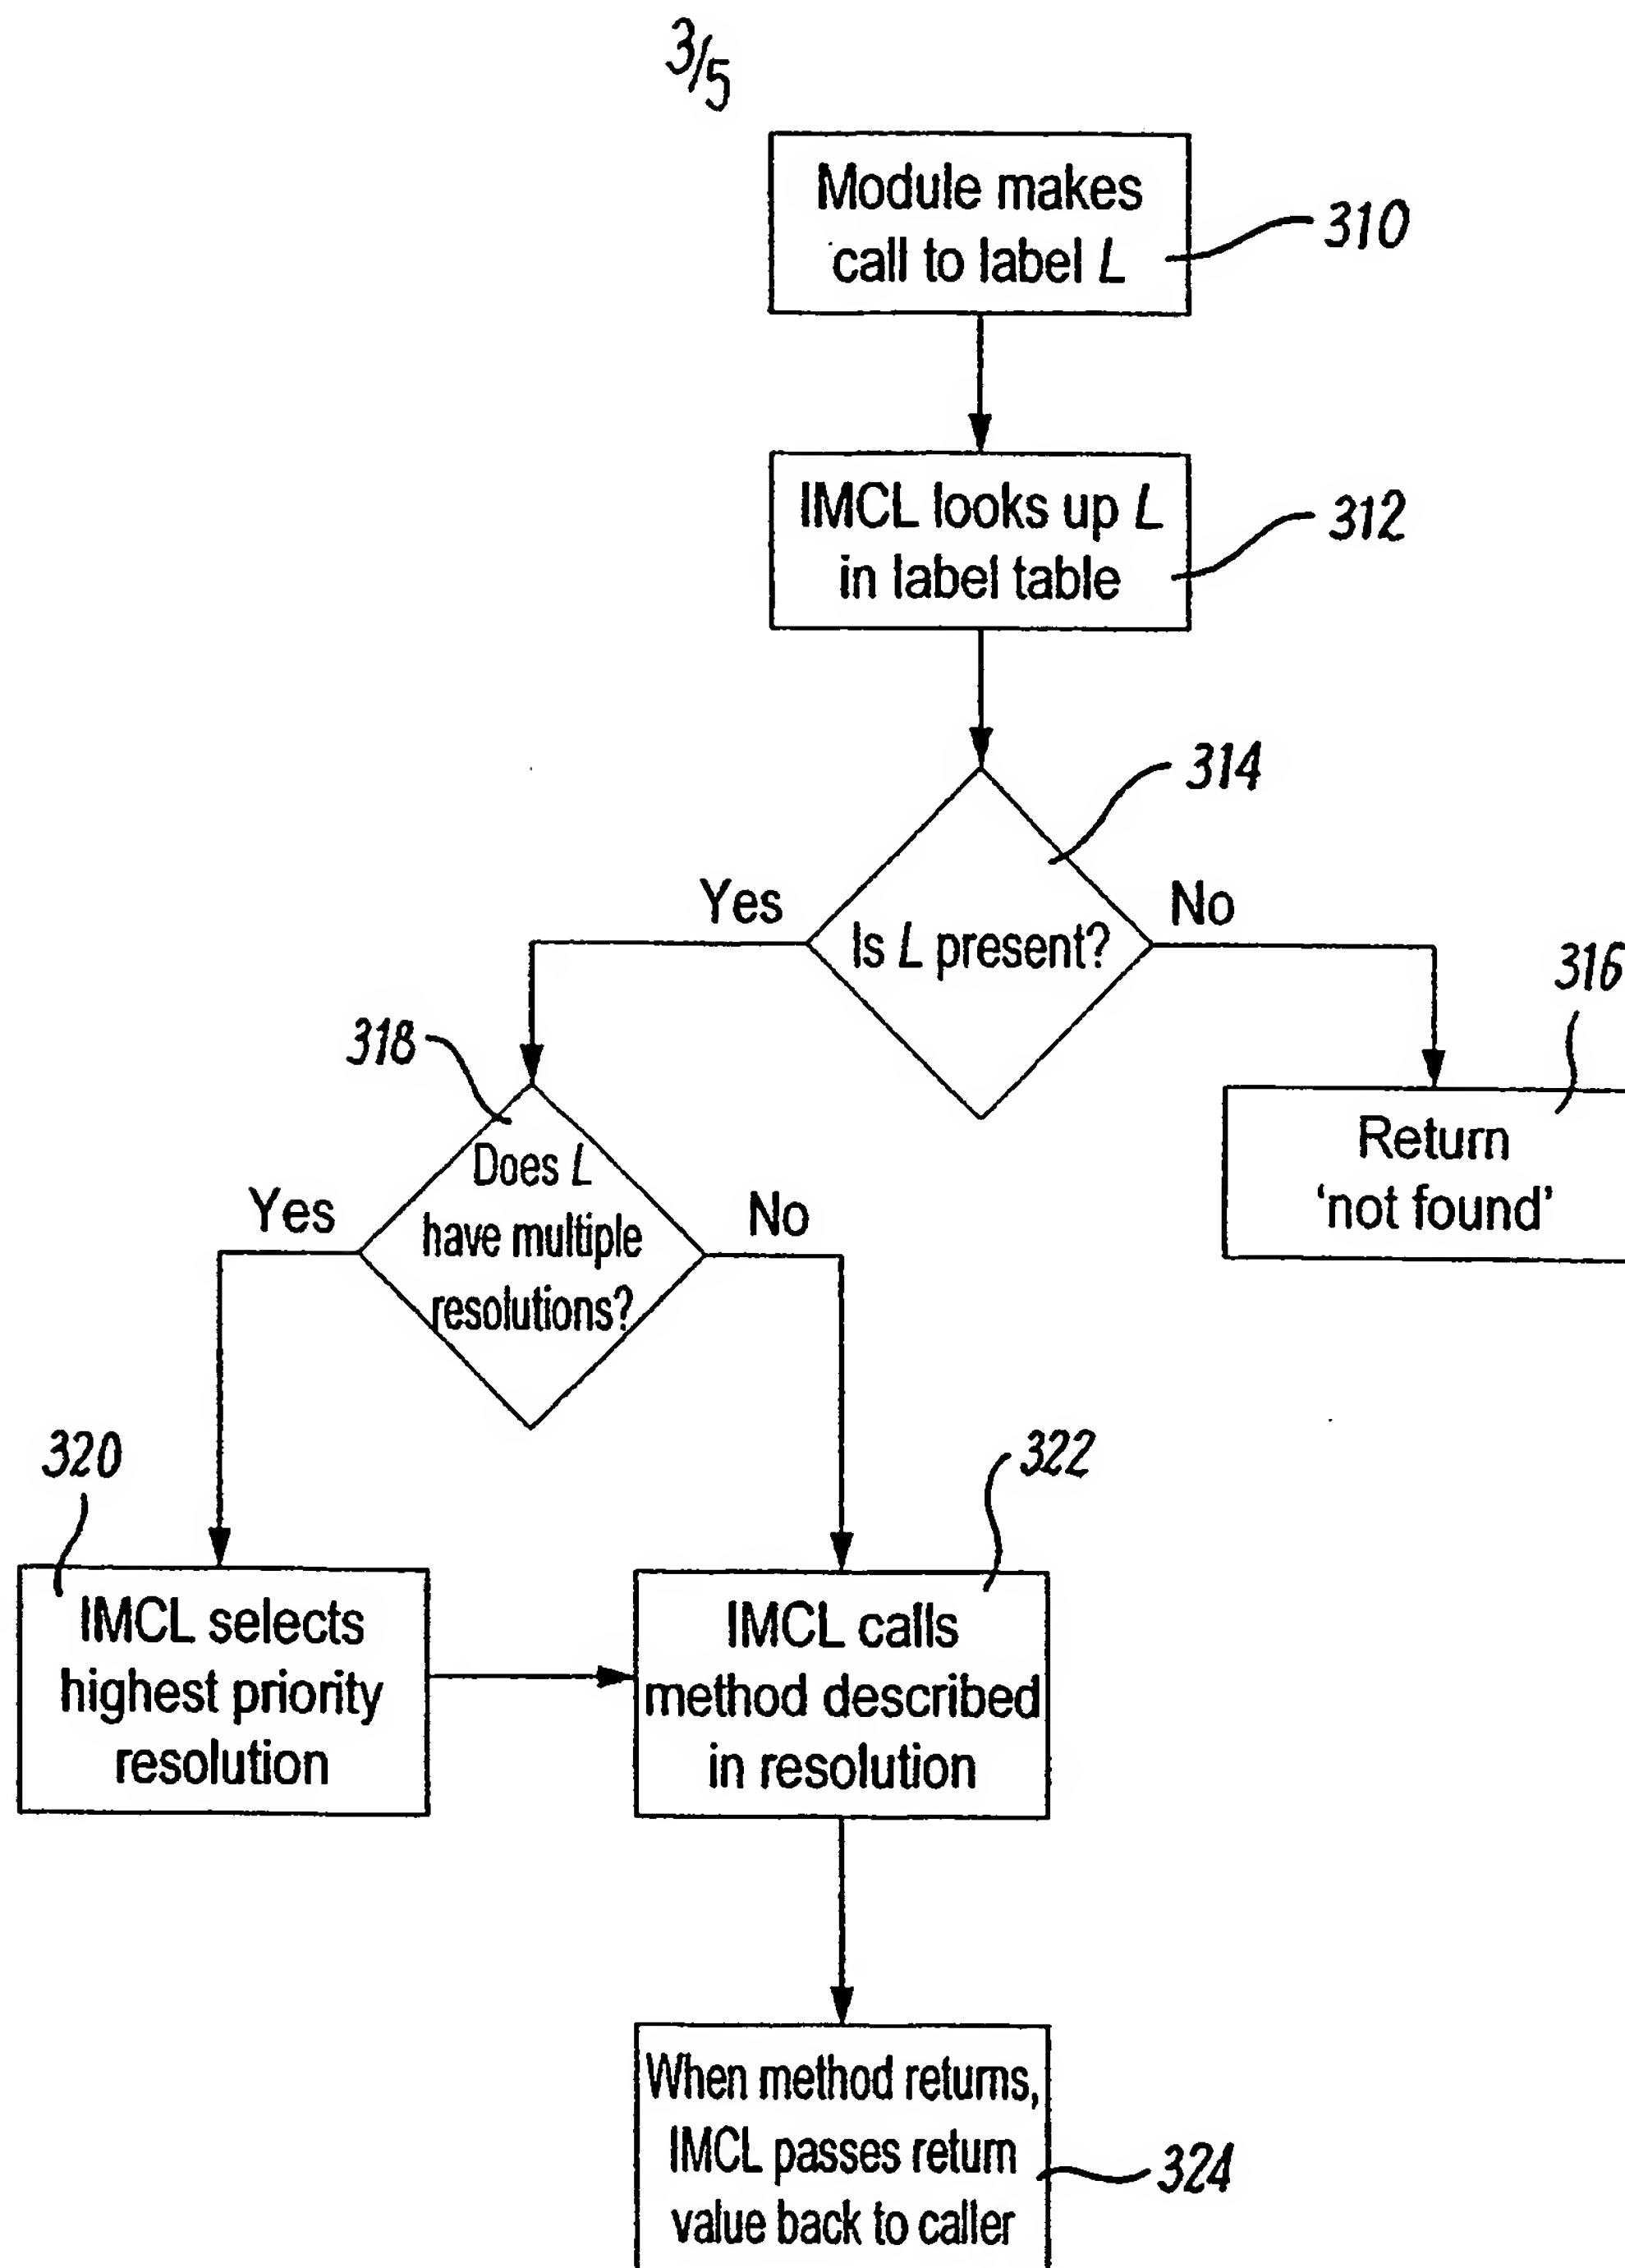 3/5
Module makes
call to label L
310
IMCL looks up L
in label table
312
314
Yes
Is L present?
No
316
Return
'not found'
318
Yes
Does L
have multiple
resolutions?
No
320
IMCL selects
highest priority
resolution
322
IMCL calls
method described
in resolution
When method returns,
IMCL passes return
value back to caller
324